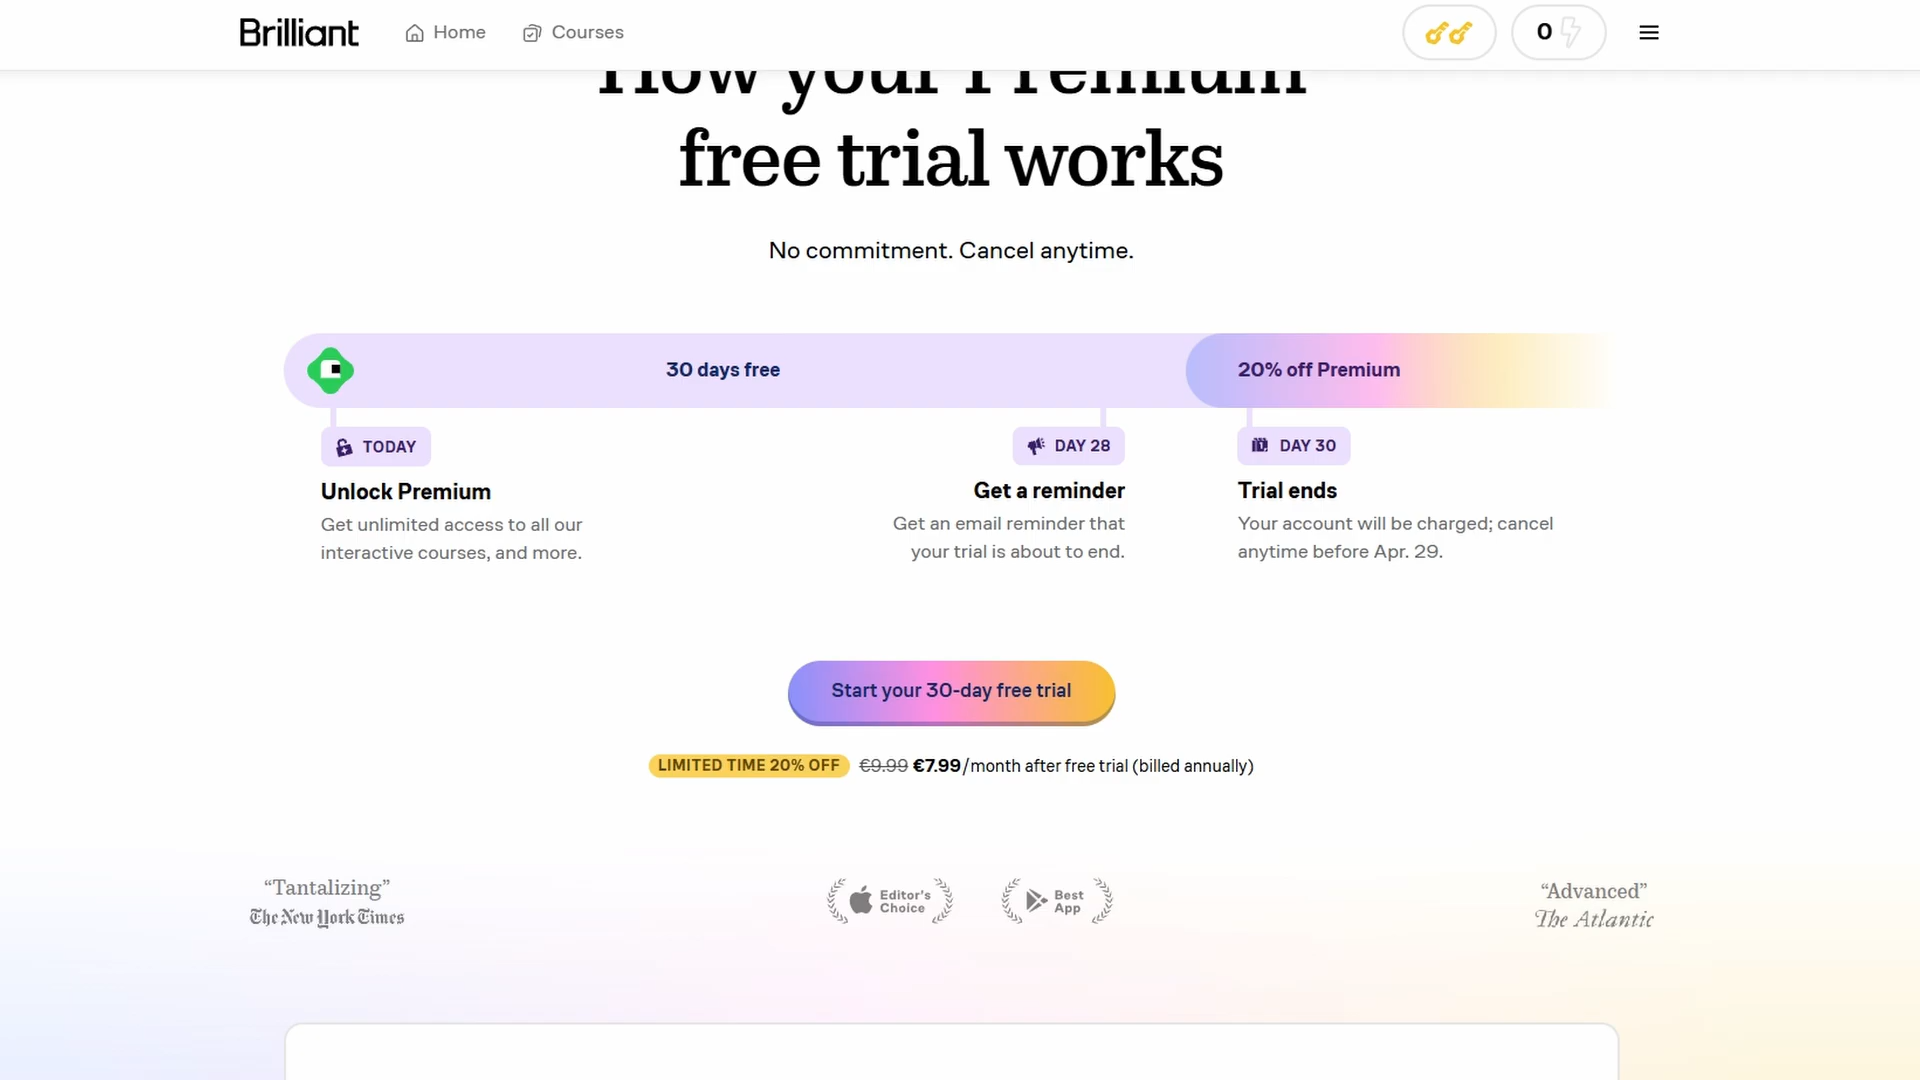 Brilliant
Home
Courses
0
How your Premium
free trial works
No commitment. Cancel anytime.
30 days free
20% off Premium
TODAY
Unlock Premium
Get unlimited access to all our
interactive courses, and more.
DAY 28
Get a reminder
Get an email reminder that
your trial is about to end.
DAY 30
Trial ends
Your account will be charged; cancel
anytime before Apr. 29.
Start your 30-day free trial
LIMITED TIME 20% OFF €9.99 €7.99/month after free trial (billed annually)
“Tantalizing”
The New York Times
Editor's
Choice
Best
App
“Advanced”
The Atlantic